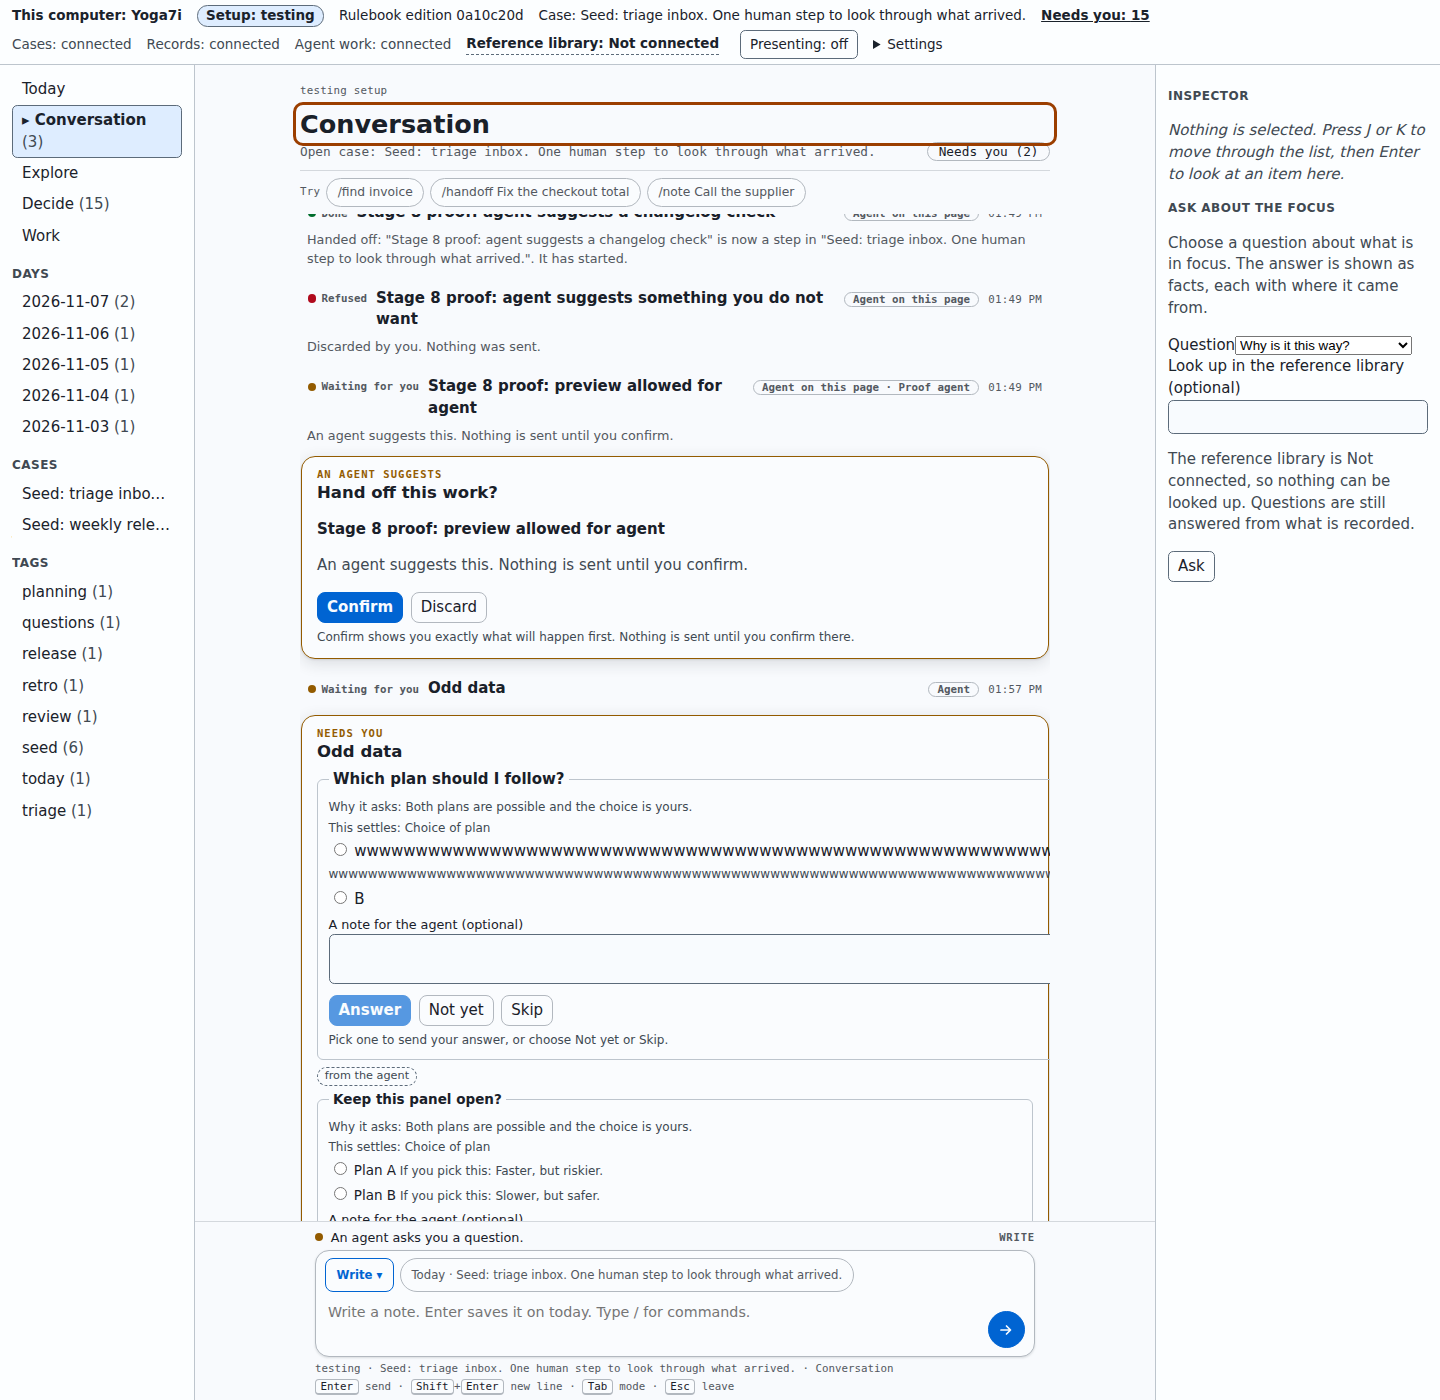 This computer: Yoga7i Setup: testing Rulebook edition 0a10c20d Case: Seed: triage inbox. One human step to look through what arrived. Needs you: 15
Cases: connected Records: connected Agent work: connected Reference library: Not connected Presenting: off ▶ Settings
Today
▸ Conversation
(3)
Explore
Decide (15)
Work
DAYS
2026-11-07 (2)
2026-11-06 (1)
2026-11-05 (1)
2026-11-04 (1)
2026-11-03 (1)
CASES
Seed: triage inbo…
Seed: weekly rele…
TAGS
planning (1)
questions (1)
release (1)
retro (1)
review (1)
seed (6)
today (1)
triage (1)
testing setup
Conversation
Open case: Seed: triage inbox. One human step to look through what arrived. Needs you (2)
Try /find invoice /handoff Fix the checkout total /note Call the supplier
Done Stage 8 proof: agent suggests a changelog check Agent on this page 01:49 PM
Handed off: "Stage 8 proof: agent suggests a changelog check" is now a step in "Seed: triage inbox. One human
step to look through what arrived.". It has started.
Refused Stage 8 proof: agent suggests something you do not Agent on this page 01:49 PM
want
Discarded by you. Nothing was sent.
Waiting for you Stage 8 proof: preview allowed for Agent on this page · Proof agent 01:49 PM
agent
An agent suggests this. Nothing is sent until you confirm.
AN AGENT SUGGESTS
Hand off this work?
Stage 8 proof: preview allowed for agent
An agent suggests this. Nothing is sent until you confirm.
Confirm Discard
Confirm shows you exactly what will happen first. Nothing is sent until you confirm there.
Waiting for you Odd data Agent 01:57 PM
NEEDS YOU
Odd data
Which plan should I follow?
Why it asks: Both plans are possible and the choice is yours.
This settles: Choice of plan
B
A note for the agent (optional)
Answer Not yet Skip
Pick one to send your answer, or choose Not yet or Skip.
from the agent
Keep this panel open?
Why it asks: Both plans are possible and the choice is yours.
This settles: Choice of plan
Plan A If you pick this: Faster, but riskier.
Plan B If you pick this: Slower, but safer.
A note for the agent (optional)
An agent asks you a question. WRITE
Write ▾ Today · Seed: triage inbox. One human step to look through what arrived.
Write a note. Enter saves it on today. Type / for commands.
→
testing · Seed: triage inbox. One human step to look through what arrived. · Conversation
Enter send · Shift+Enter new line · Tab mode · Esc leave
INSPECTOR
Nothing is selected. Press J or K to
move through the list, then Enter
to look at an item here.
ASK ABOUT THE FOCUS
Choose a question about what is
in focus. The answer is shown as
facts, each with where it came
from.
Question Why is it this way?
Look up in the reference library
(optional)
The reference library is Not
connected, so nothing can be
looked up. Questions are still
answered from what is recorded.
Ask